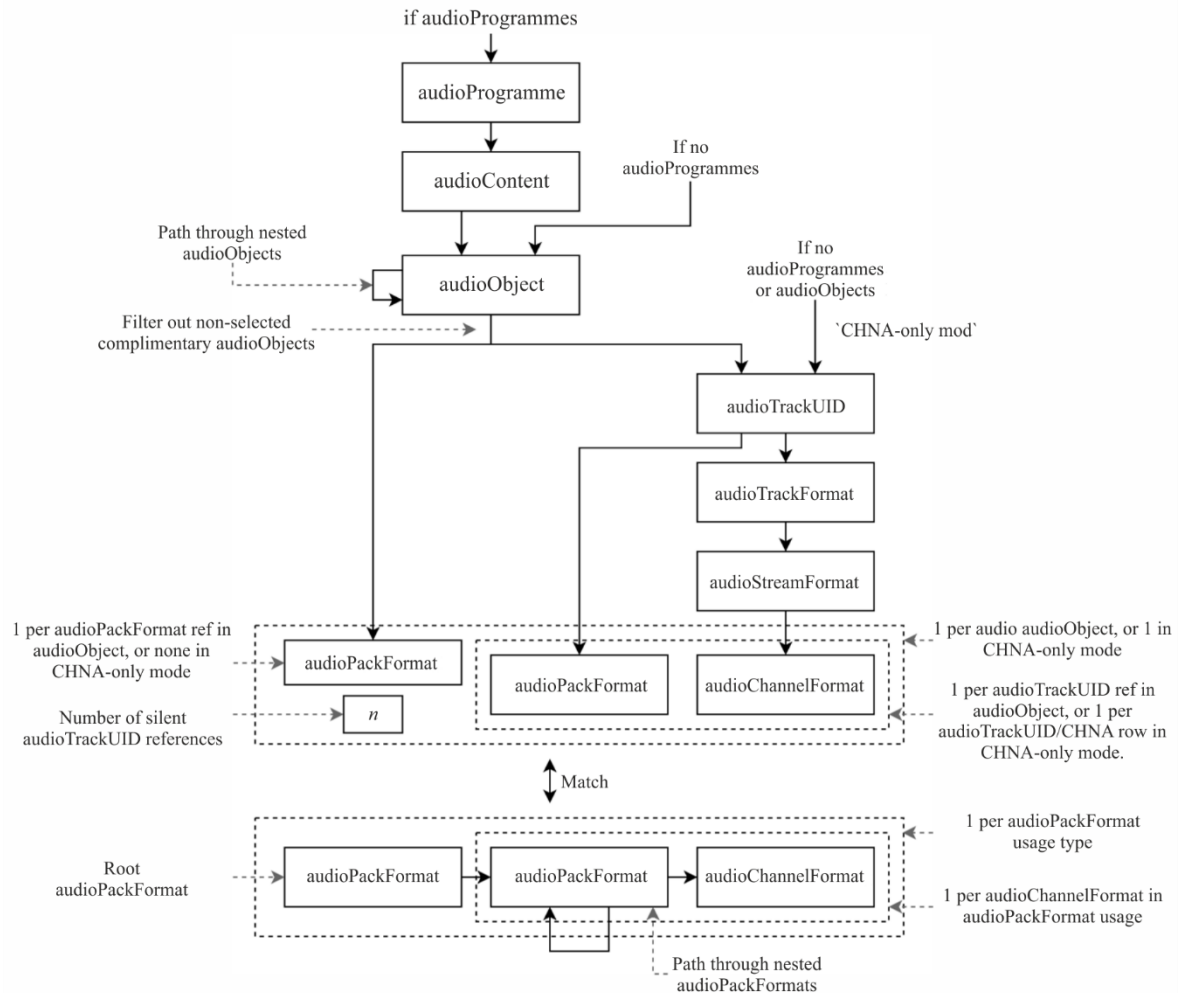 if audioProgrammes
audioProgramme
If no
audioProgrammes
audioContent
Path through nested
audioObjects
If no
audioProgrammes
or audioObjects
audioObject
Filter out non-selected
complimentary audioObjects
`CHNA-only mod`
audioTrackUID
audioTrackFormat
audioStreamFormat
1 per audioPackFormat ref in
audioObject, or none in
CHNA-only mode
audioPackFormat
audioPackFormat
audioChannelFormat
1 per audio audioObject, or 1 in
CHNA-only mode
Number of silent
audioTrackUID references
n
1 per audioTrackUID ref in
audioObject, or 1 per
audioTrackUID/CHNA row in
CHNA-only mode.
Match
1 per audioPackFormat
usage type
Root
audioPackFormat
audioPackFormat
audioPackFormat
audioChannelFormat
1 per audioChannelFormat in
audioPackFormat usage
Path through nested
audioPackFormats